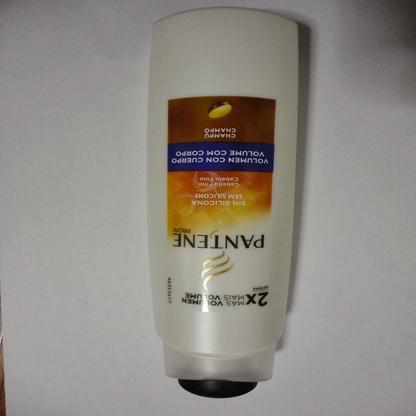 2X MÁS VOLUMEN
MAIS VOLUME
SISTEMA
PANTENE
PRO-V
SIN SILICONA
SEM SILICONE
Cabello Fino
Cabelo Fino
VOLUMEN CON CUERPO
VOLUME COM CORPO
CHAMPÚ
CHAMPÔ